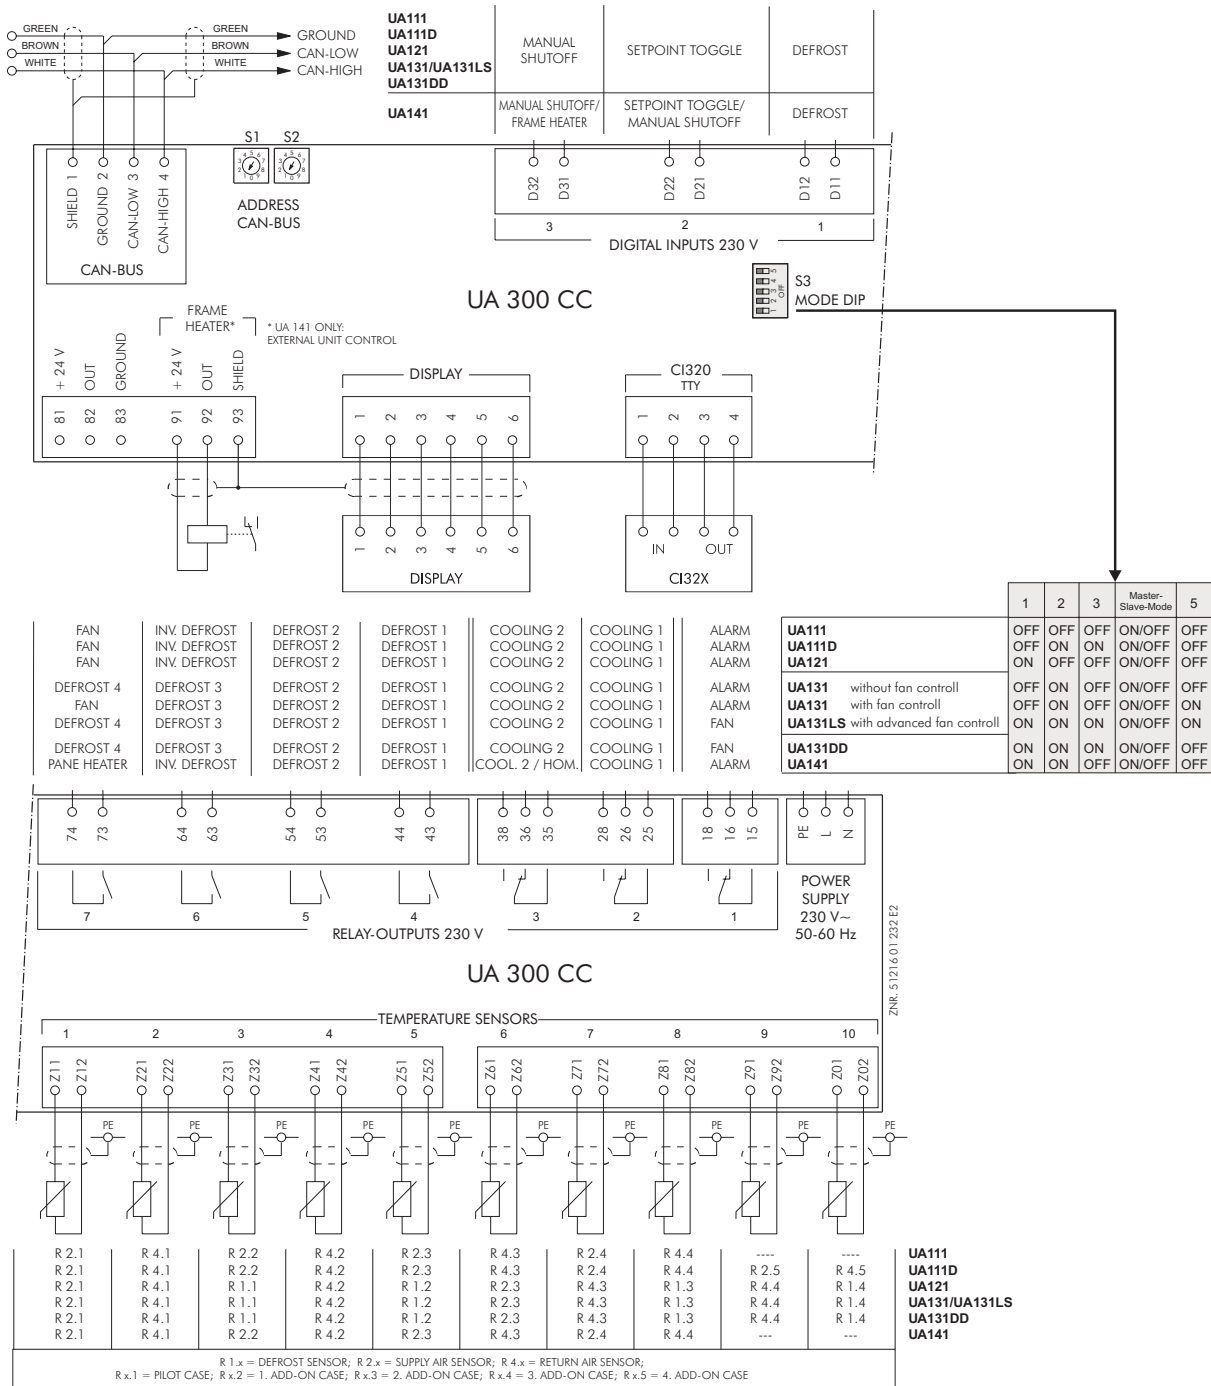 GREEN GREEN GROUND
BROWN BROWN CAN-LOW
WHITE WHITE CAN-HIGH
UA111
UA111D
UA121
UA131/UA131LS
UA131DD
MANUAL SHUTOFF
SETPOINT TOGGLE
DEFROST
UA141
MANUAL SHUTOFF/ FRAME HEATER
SETPOINT TOGGLE/ MANUAL SHUTOFF
DEFROST
S1 S2
0 1 2 3 4 5 6 7 8 9
0 1 2 3 4 5 6 7 8 9
ADDRESS
CAN-BUS
SHIELD 1
GROUND 2
CAN-LOW 3
CAN-HIGH 4
CAN-BUS
D32 D31 D22 D21 D12 D11
3 2 1
DIGITAL INPUTS 230 V
1 2 3 4 5
OFF
S3
MODE DIP
UA 300 CC
FRAME
HEATER*
* UA 141 ONLY:
EXTERNAL UNIT CONTROL
+ 24 V OUT GROUND + 24 V OUT SHIELD
81 82 83 91 92 93
DISPLAY
1 2 3 4 5 6
CI320
TTY
1 2 3 4
1 2 3 4 5 6
DISPLAY
IN OUT
CI32X
1 2 3 Master-Slave-Mode 5
FAN INV. DEFROST DEFROST 2 DEFROST 1 COOLING 2 COOLING 1 ALARM UA111 OFF OFF OFF ON/OFF OFF
FAN INV. DEFROST DEFROST 2 DEFROST 1 COOLING 2 COOLING 1 ALARM UA111D OFF ON ON ON/OFF OFF
FAN INV. DEFROST DEFROST 2 DEFROST 1 COOLING 2 COOLING 1 ALARM UA121 ON OFF OFF ON/OFF OFF
DEFROST 4 DEFROST 3 DEFROST 2 DEFROST 1 COOLING 2 COOLING 1 ALARM UA131 without fan controll OFF ON OFF ON/OFF OFF
FAN DEFROST 3 DEFROST 2 DEFROST 1 COOLING 2 COOLING 1 ALARM UA131 with fan controll OFF ON OFF ON/OFF ON
DEFROST 4 DEFROST 3 DEFROST 2 DEFROST 1 COOLING 2 COOLING 1 FAN UA131LS with advanced fan controll ON ON ON ON/OFF ON
DEFROST 4 DEFROST 3 DEFROST 2 DEFROST 1 COOLING 2 COOLING 1 FAN UA131DD ON ON ON ON/OFF OFF
PANE HEATER INV. DEFROST DEFROST 2 DEFROST 1 COOL. 2 / HOM. COOLING 1 ALARM UA141 ON ON OFF ON/OFF OFF
74 73 64 63 54 53 44 43 38 36 35 28 26 25 18 16 15 PE L N
7 6 5 4 3 2 1
RELAY-OUTPUTS 230 V
POWER
SUPPLY
230 V~
50-60 Hz
ZNR. 51216 01 232 E2
UA 300 CC
TEMPERATURE SENSORS
1 2 3 4 5 6 7 8 9 10
Z11 Z12 Z21 Z22 Z31 Z32 Z41 Z42 Z51 Z52 Z61 Z62 Z71 Z72 Z81 Z82 Z91 Z92 Z01 Z02
PE PE PE PE PE PE PE PE PE PE
R 2.1 R 4.1 R 2.2 R 4.2 R 2.3 R 4.3 R 2.4 R 4.4 ---- ---- UA111
R 2.1 R 4.1 R 2.2 R 4.2 R 2.3 R 4.3 R 2.4 R 4.4 R 2.5 R 4.5 UA111D
R 2.1 R 4.1 R 1.1 R 4.2 R 1.2 R 2.3 R 4.3 R 1.3 R 4.4 R 1.4 UA121
R 2.1 R 4.1 R 1.1 R 4.2 R 1.2 R 2.3 R 4.3 R 1.3 R 4.4 R 1.4 UA131/UA131LS
R 2.1 R 4.1 R 1.1 R 4.2 R 1.2 R 2.3 R 4.3 R 1.3 R 4.4 R 1.4 UA131DD
R 2.1 R 4.1 R 2.2 R 4.2 R 2.3 R 4.3 R 2.4 R 4.4 --- --- UA141
R 1.x = DEFROST SENSOR; R 2.x = SUPPLY AIR SENSOR; R 4.x = RETURN AIR SENSOR;
R x.1 = PILOT CASE; R x.2 = 1. ADD-ON CASE; R x.3 = 2. ADD-ON CASE; R x.4 = 3. ADD-ON CASE; R x.5 = 4. ADD-ON CASE